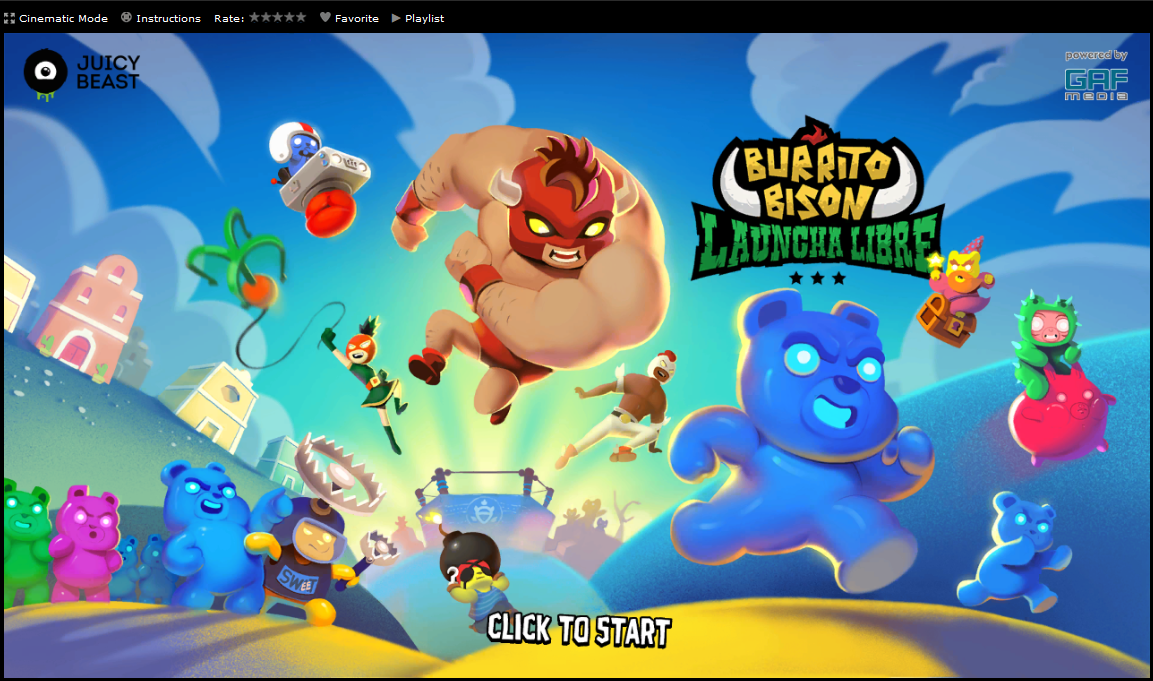 Cinematic Mode Instructions Rate: Favorite Playlist
JUICY
BEAST
powered by
GAF
MEDIA
BURRITO
BISON
LAUNCHA LIBRE
SWEET
?
CLICK TO START